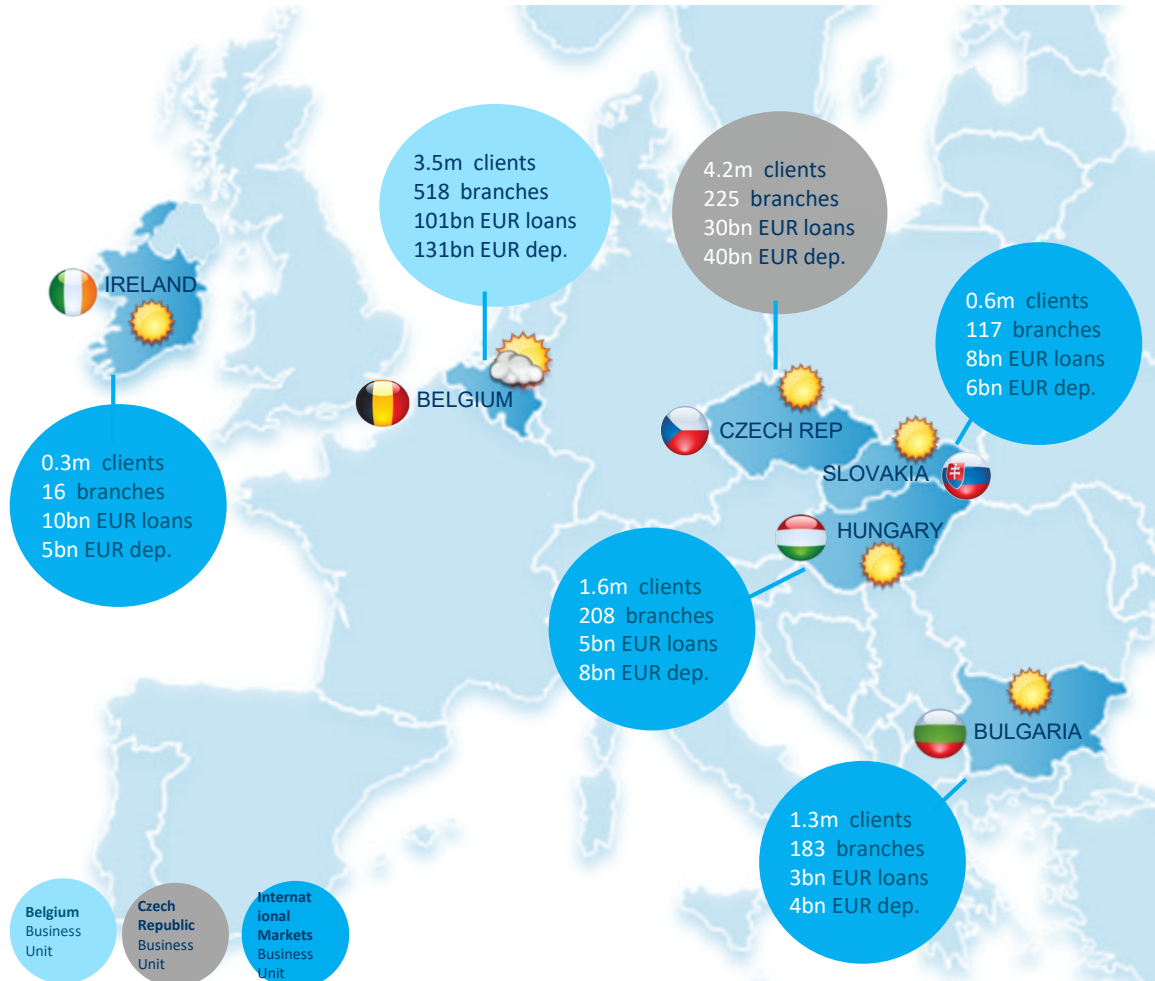 3.5m clients
518 branches
101bn EUR loans
131bn EUR dep.
4.2m clients
225 branches
30bn EUR loans
40bn EUR dep.
IRELAND
0.6m clients
117 branches
8bn EUR loans
6bn EUR dep.
BELGIUM
CZECH REP
SLOVAKIA
0.3m clients
16 branches
10bn EUR loans
5bn EUR dep.
HUNGARY
1.6m clients
208 branches
5bn EUR loans
8bn EUR dep.
BULGARIA
1.3m clients
183 branches
3bn EUR loans
4bn EUR dep.
Belgium
Business
Unit
Czech
Republic
Business
Unit
Internat
ional
Markets
Business
Unit